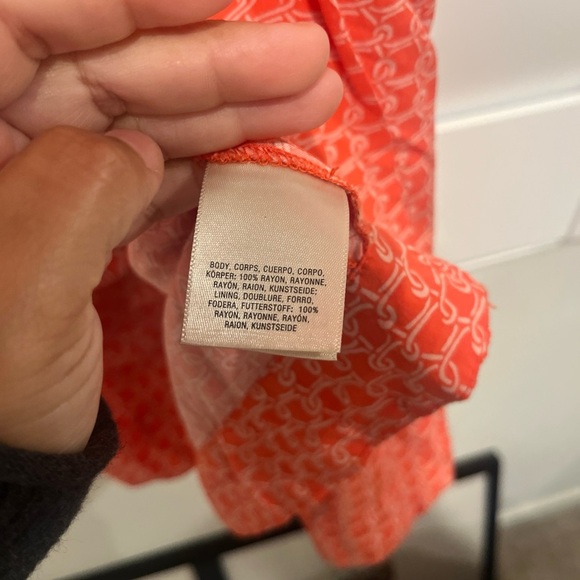 BODY, CORPS, CUERPO, CORPO,
KÖRPER: 100% RAYON, RAYONNE,
RAYÓN, RAION, KUNSTSEIDE:
LINING, DOUBLURE, FORRO,
FODERA, FUTTERSTOFF: 100%
RAYON, RAYONNE, RAYÓN,
RAION, KUNSTSEIDE